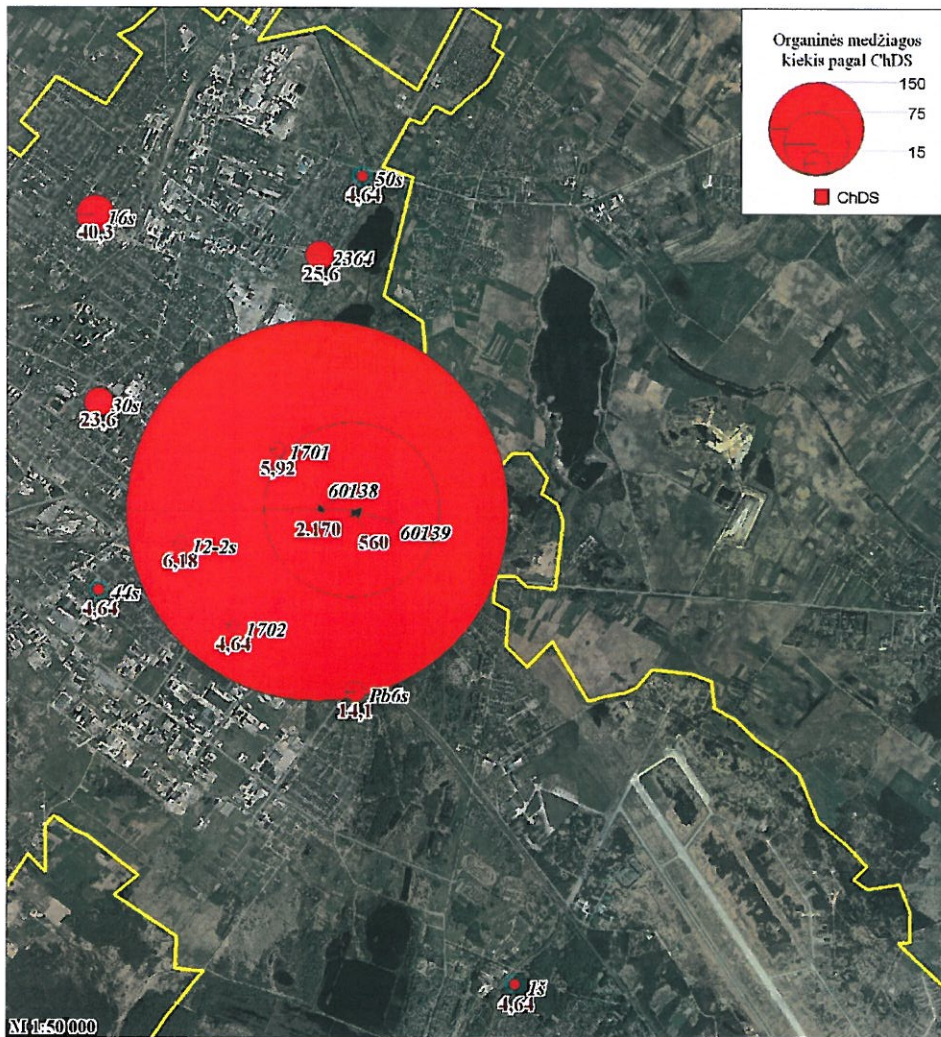 Organinės medžiagos
kiekis pagal ChDS
150
75
15
ChDS
50s
4,64
16s
40,3
2364
25,6
30s
23,6
1701
5,92
60138
2.170
60139
560
12-2s
6,18
44s
4,64
1702
4,64
Pb6s
14,1
1š
4,64
M 1:50 000